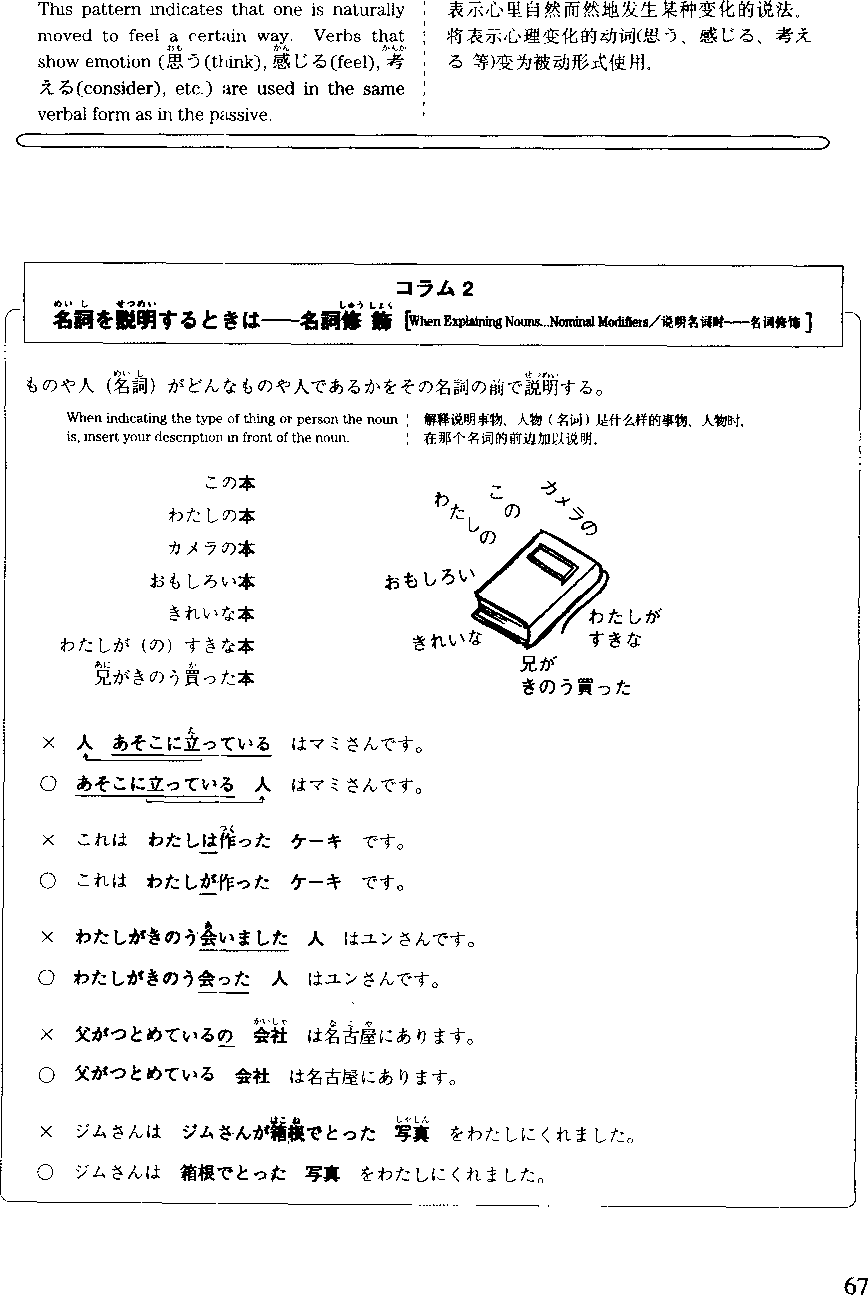 This pattern indicates that one is naturally
moved to feel a certain way. Verbs that
show emotion (思う(think), 感じる(feel), 考
える(consider), etc.) are used in the same
verbal form as in the passive.
表示心里自然而然地发生某种变化的说法。
将表示心理变化的动词(思う、感じる、考え
る 等)变为被动形式使用。
コラム 2
名詞を説明するときは――名詞修飾 [When Explaining Nouns...Nominal Modifiers/说明名词时――名词修饰]
ものや人（名詞）がどんなものや人であるかをその名詞の前で説明する。
When indicating the type of thing or person the noun
is, insert your description in front of the noun.
解释说明事物、人物（名词）是什么样的事物、人物时,
在那个名词的前边加以说明.
この本
わたしの本
カメラの本
おもしろい本
きれいな本
わたしが（の）すきな本
兄がきのう買った本
わたしの
この
カメラの
おもしろい
きれいな
わたしが
すきな
兄が
きのう買った
× 人 あそこに立っている はマミさんです。
○ あそこに立っている 人 はマミさんです。
× これは わたしは作った ケーキ です。
○ これは わたしが作った ケーキ です。
× わたしがきのう会いました 人 はユンさんです。
○ わたしがきのう会った 人 はユンさんです。
× 父がつとめているの 会社 は名古屋にあります。
○ 父がつとめている 会社 は名古屋にあります。
× ジムさんは ジムさんが箱根でとった 写真 をわたしにくれました。
○ ジムさんは 箱根でとった 写真 をわたしにくれました。
67